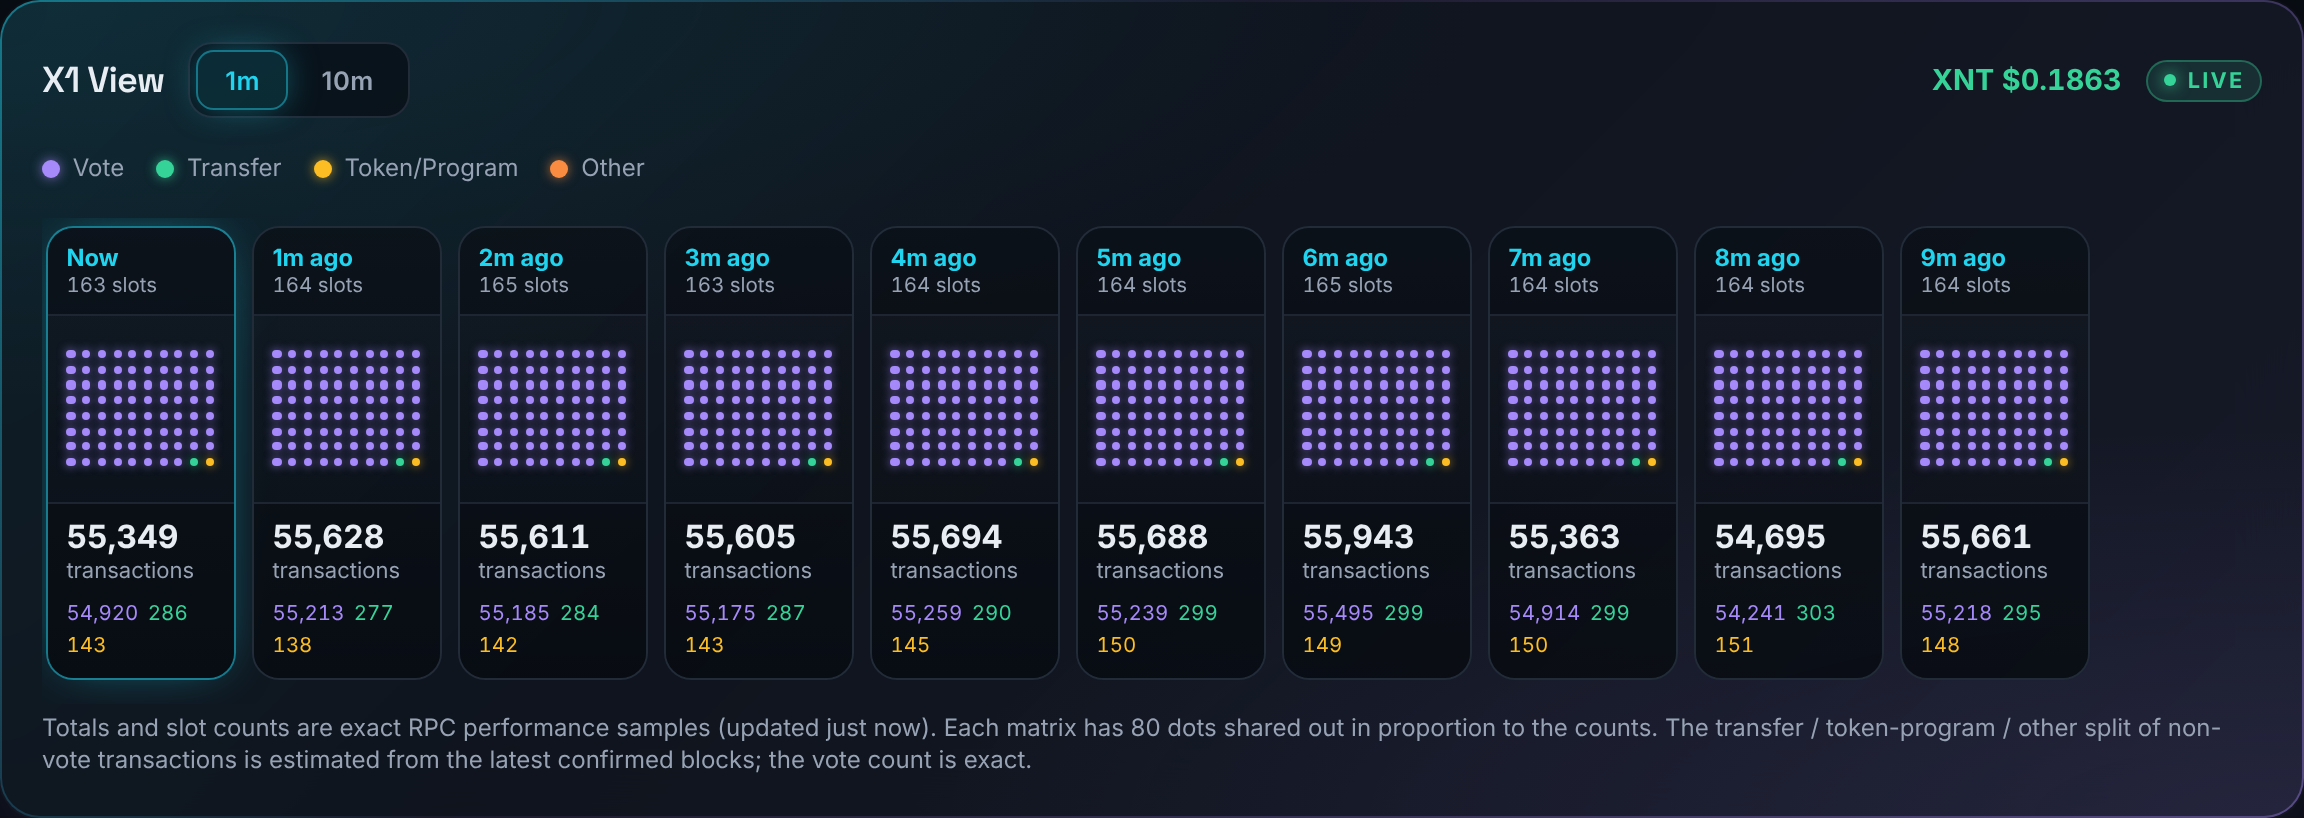 X1 View
1m
10m
XNT $0.1863
LIVE
Vote
Transfer
Token/Program
Other
Now
163 slots
55,349
transactions
54,920 286
143
1m ago
164 slots
55,628
transactions
55,213 277
138
2m ago
165 slots
55,611
transactions
55,185 284
142
3m ago
163 slots
55,605
transactions
55,175 287
143
4m ago
164 slots
55,694
transactions
55,259 290
145
5m ago
164 slots
55,688
transactions
55,239 299
150
6m ago
165 slots
55,943
transactions
55,495 299
149
7m ago
164 slots
55,363
transactions
54,914 299
150
8m ago
164 slots
54,695
transactions
54,241 303
151
9m ago
164 slots
55,661
transactions
55,218 295
148
Totals and slot counts are exact RPC performance samples (updated just now). Each matrix has 80 dots shared out in proportion to the counts. The transfer / token-program / other split of non-
vote transactions is estimated from the latest confirmed blocks; the vote count is exact.